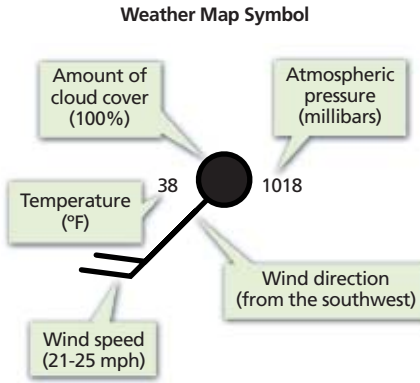 Weather Map Symbol
Amount of
cloud cover
(100%)
Atmospheric
pressure
(millibars)
38
1018
Temperature
(ºF)
Wind direction
(from the southwest)
Wind speed
(21-25 mph)